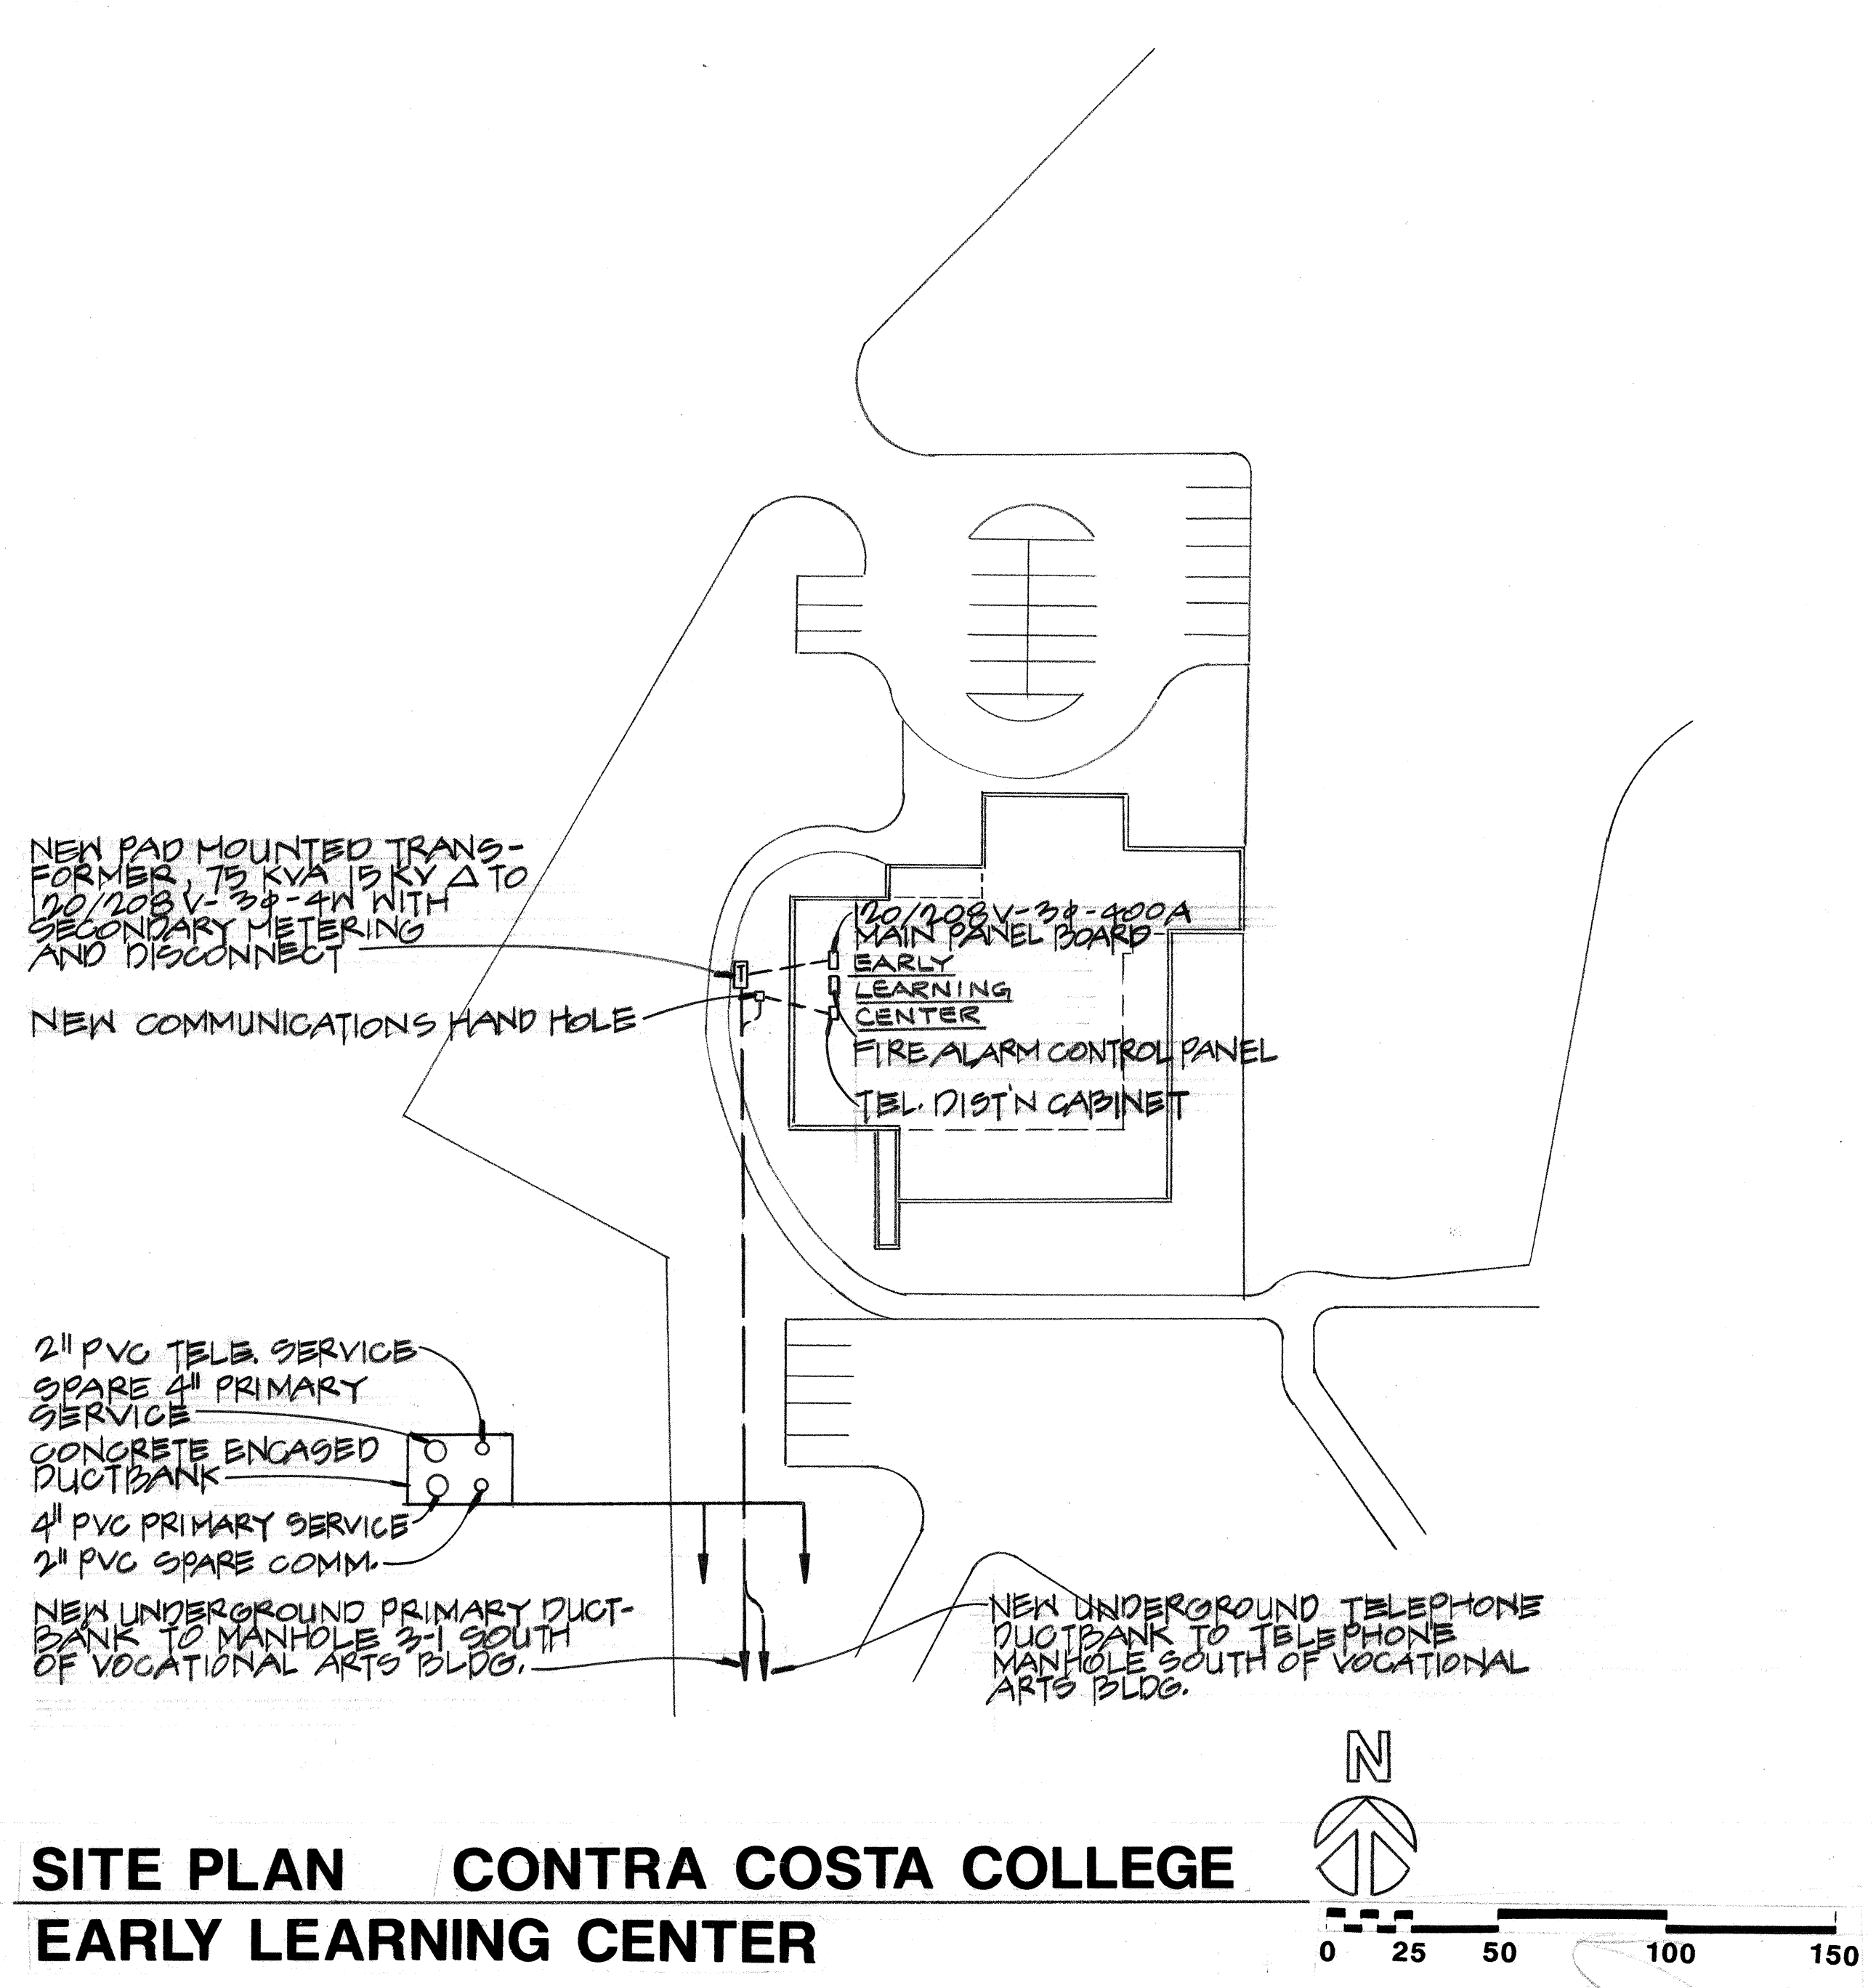 NEW PAD MOUNTED TRANS-
FORMER, 75 KVA 15 KV Δ TO
120/208 V-3φ-4W WITH
SECONDARY METERING
AND DISCONNECT
120/208V-3φ-400A
MAIN PANEL BOARD
T
EARLY
LEARNING
CENTER
NEW COMMUNICATIONS HAND HOLE
FIRE ALARM CONTROL PANEL
TEL. DIST'N CABINET
2" PVC TELE. SERVICE
SPARE 4" PRIMARY
SERVICE
CONCRETE ENCASED
DUCTBANK
4" PVC PRIMARY SERVICE
2" PVC SPARE COMM.
NEW UNDERGROUND PRIMARY DUCT-
BANK TO MANHOLE 3-1 SOUTH
OF VOCATIONAL ARTS BLDG.
NEW UNDERGROUND TELEPHONE
DUCTBANK TO TELEPHONE
MANHOLE SOUTH OF VOCATIONAL
ARTS BLDG.
N
SITE PLAN CONTRA COSTA COLLEGE
EARLY LEARNING CENTER
0 25 50 100 150